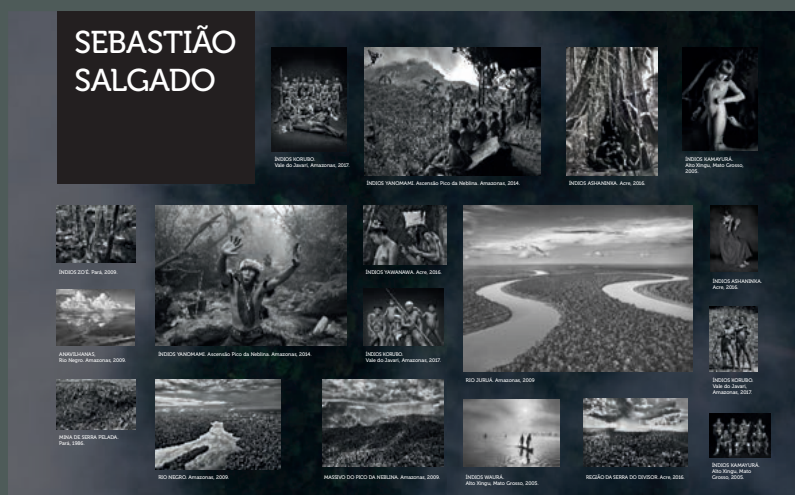 SEBASTIÃO
SALGADO
ÍNDIOS KORUBO.
Vale do Javari, Amazonas, 2017.
ÍNDIOS YANOMAMI. Ascensão Pico da Neblina. Amazonas, 2014.
ÍNDIOS ASHANINKA. Acre, 2016.
ÍNDIOS KAMAYURÁ.
Alto Xingu, Mato Grosso,
2005.
ÍNDIOS ZO'É. Pará, 2009.
ANAVILHANAS,
Rio Negro. Amazonas, 2009.
ÍNDIOS YANOMAMI. Ascensão Pico da Neblina. Amazonas, 2014.
ÍNDIOS YAWANAWA. Acre, 2016.
ÍNDIOS KORUBO.
Vale do Javari, Amazonas, 2017.
RIO JURUÁ. Amazonas, 2009
ÍNDIOS ASHANINKA.
Acre, 2016.
ÍNDIOS KORUBO.
Vale do Javari,
Amazonas, 2017.
MINA DE SERRA PELADA.
Pará, 1986.
RIO NEGRO. Amazonas, 2009.
MASSIVO DO PICO DA NEBLINA. Amazonas, 2009.
ÍNDIOS WAURÁ.
Alto Xingu, Mato Grosso, 2005.
REGIÃO DA SERRA DO DIVISOR. Acre, 2016.
ÍNDIOS KAMAYURÁ.
Alto Xingu, Mato
Grosso, 2005.